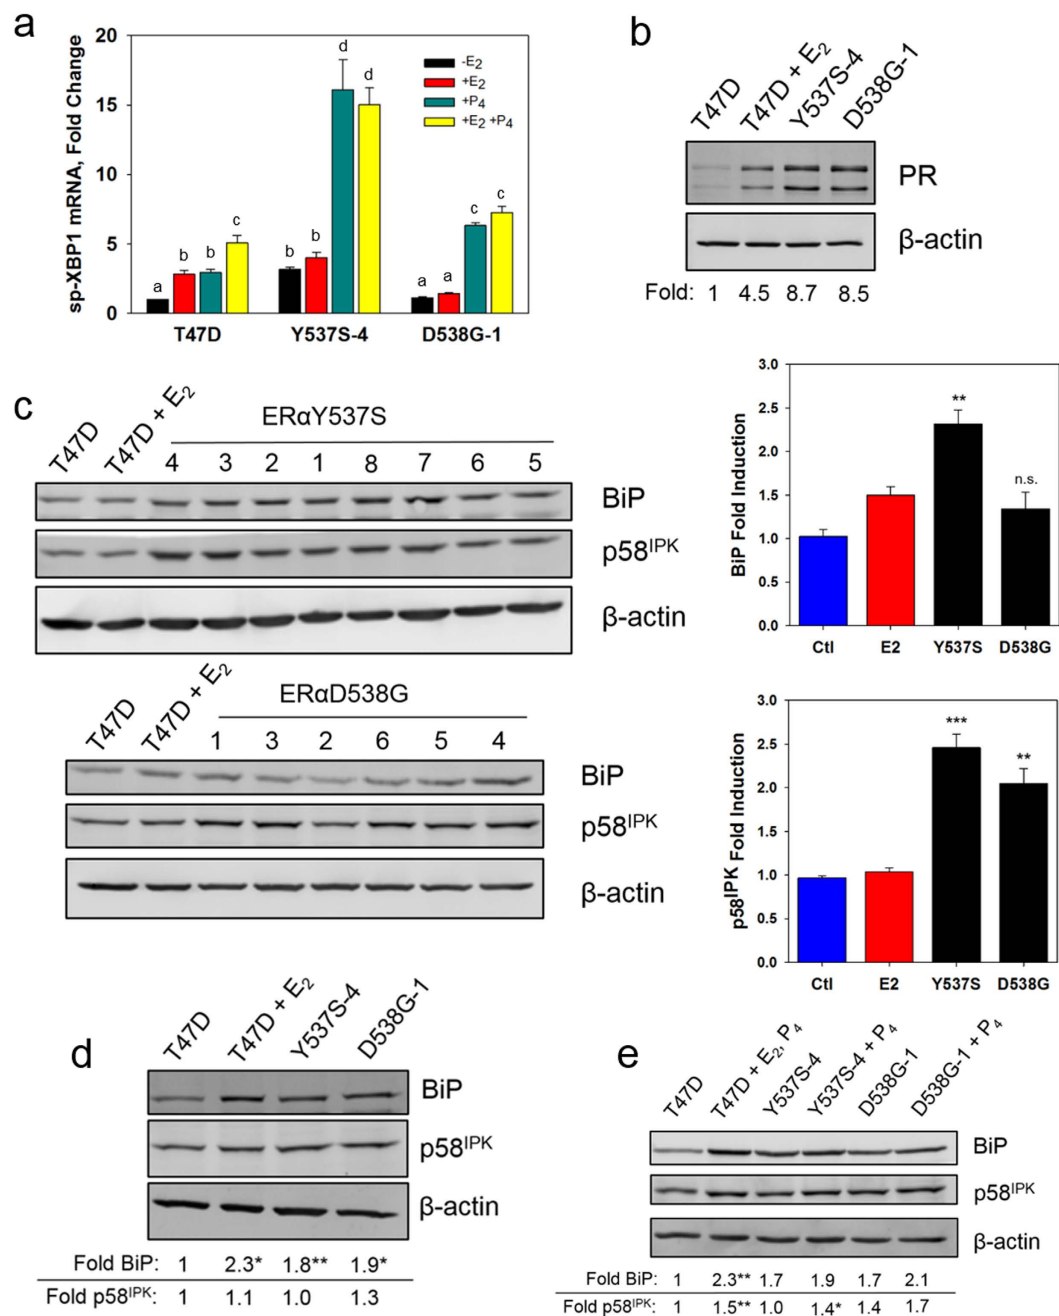 a
sp-XBP1 mRNA, Fold Change
20
15
10
5
0
-E2
+E2
+P4
+E2 +P4
a b b c
b b d d
a a c c
T47D Y537S-4 D538G-1
b
T47D T47D + E2 Y537S-4 D538G-1
PR
β-actin
Fold: 1 4.5 8.7 8.5
c
T47D T47D + E2 ERαY537S
4 3 2 1 8 7 6 5
BiP
p58IPK
β-actin
BiP Fold Induction
3.0
2.5
2.0
1.5
1.0
0.5
0.0
**
n.s.
Ctl E2 Y537S D538G
T47D T47D + E2 ERαD538G
1 3 2 6 5 4
BiP
p58IPK
β-actin
p58IPK Fold Induction
3.0
2.5
2.0
1.5
1.0
0.5
0.0
***
**
Ctl E2 Y537S D538G
d
T47D T47D + E2 Y537S-4 D538G-1
BiP
p58IPK
β-actin
Fold BiP: 1 2.3* 1.8** 1.9*
Fold p58IPK: 1 1.1 1.0 1.3
e
T47D T47D + E2, P4 Y537S-4 Y537S-4 + P4 D538G-1 D538G-1 + P4
BiP
p58IPK
β-actin
Fold BiP: 1 2.3** 1.7 1.9 1.7 2.1
Fold p58IPK: 1 1.5** 1.0 1.4* 1.4 1.7